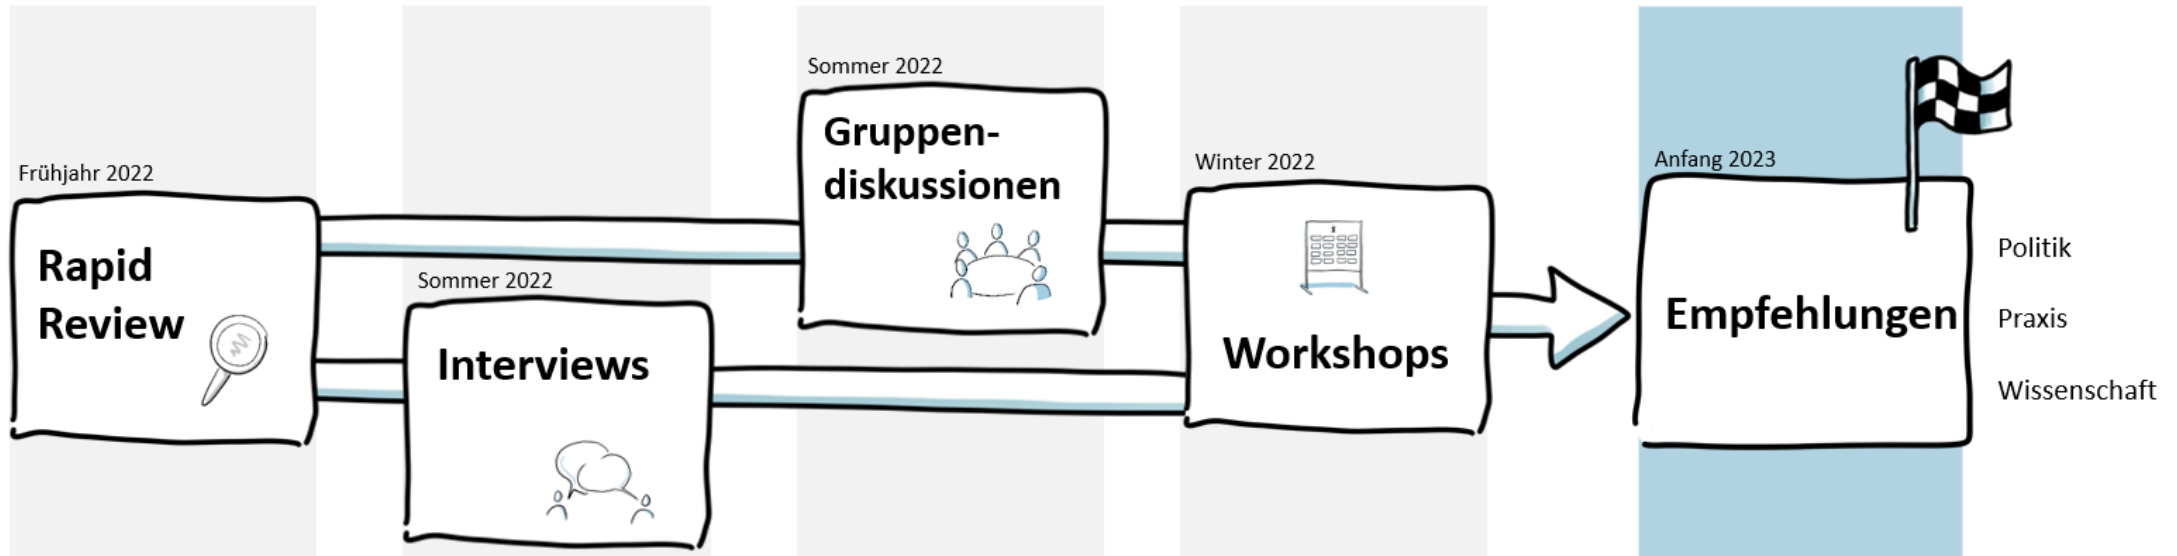 Frühjahr 2022
Rapid
Review
Sommer 2022
Interviews
Sommer 2022
Gruppen-
diskussionen
Winter 2022
Workshops
Anfang 2023
Empfehlungen
Politik
Praxis
Wissenschaft